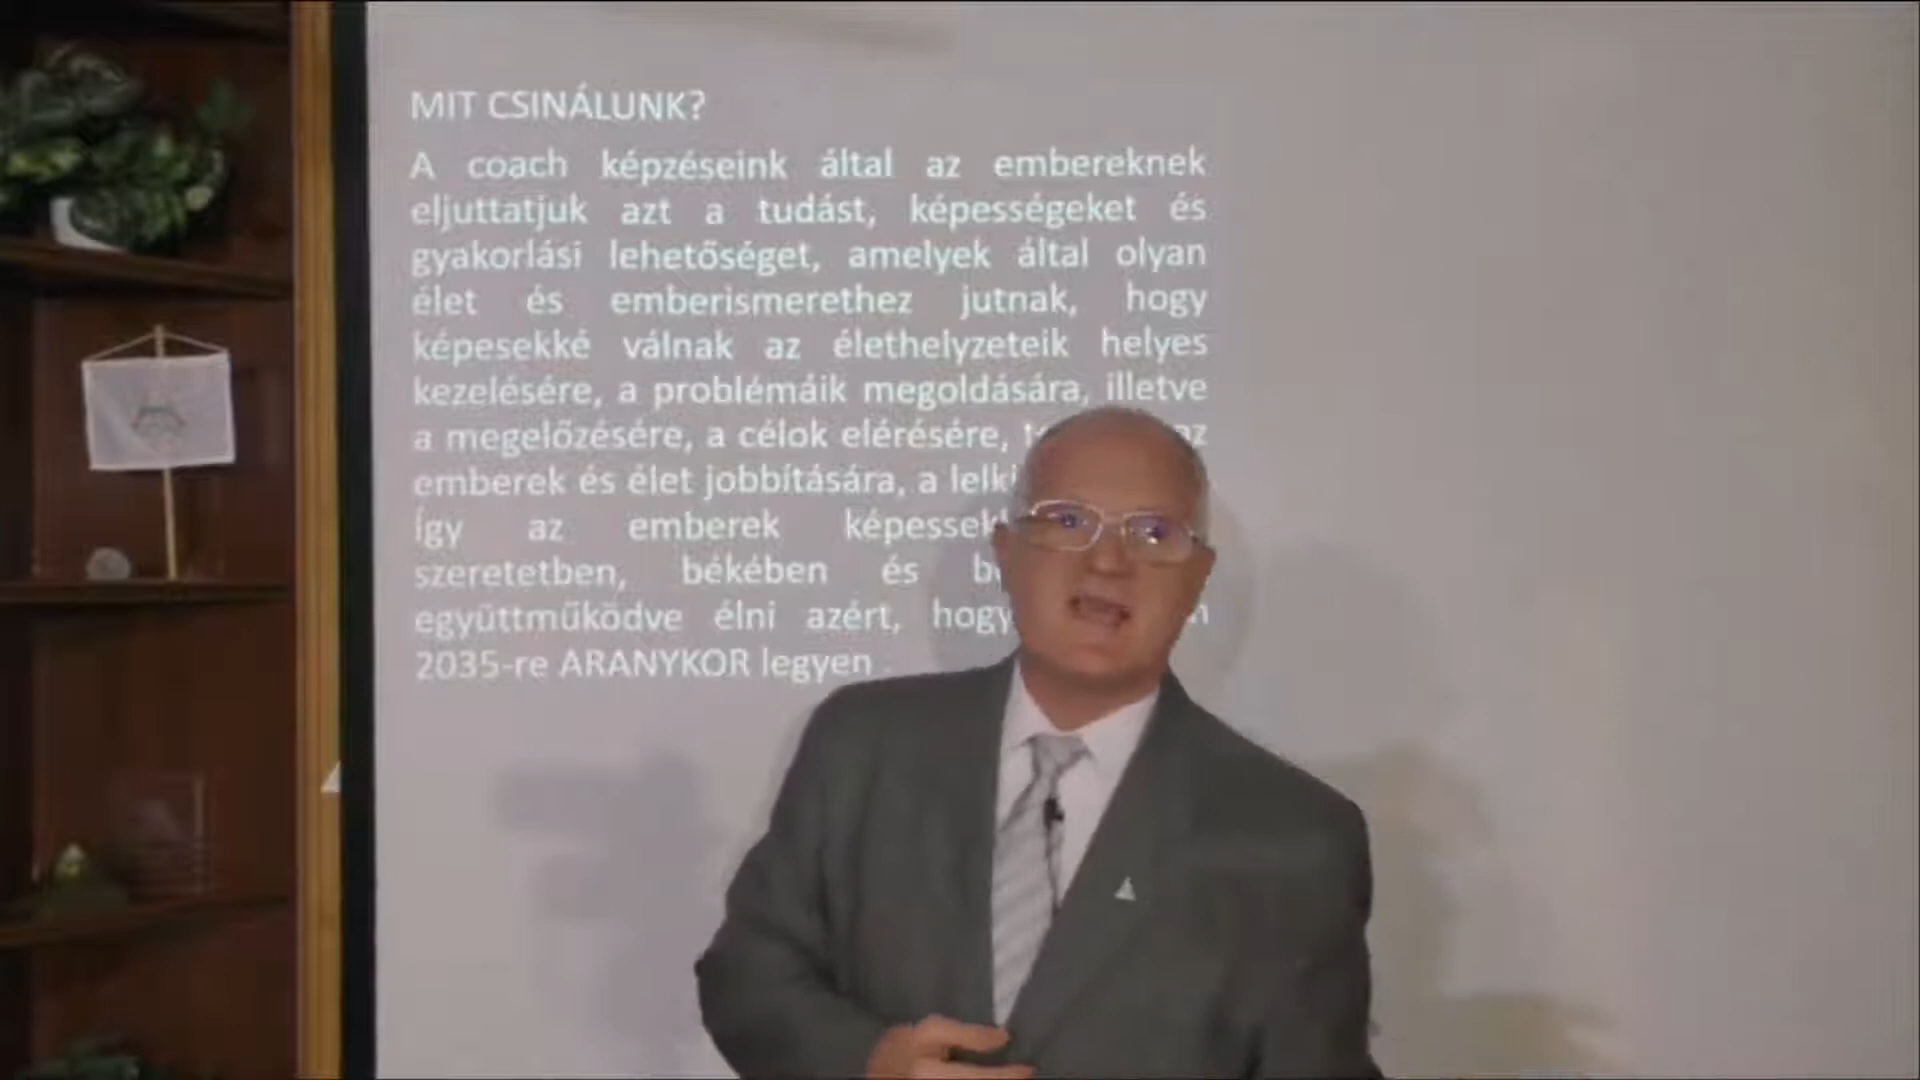 MIT CSINÁLUNK?
A coach képzéseink által az embereknek
eljuttatjuk azt a tudást, képességeket és
gyakorlási lehetőséget, amelyek által olyan
élet és emberismerethez jutnak, hogy
képesekké válnak az élethelyzeteik helyes
kezelésére, a problémáik megoldására, illetve
a megelőzésére, a célok elérésére, az
emberek és élet jobbítására, a
Így az emberek
szeretetben, békében és
együttműködve élni azért, hogy
2035-re ARANYKOR legyen